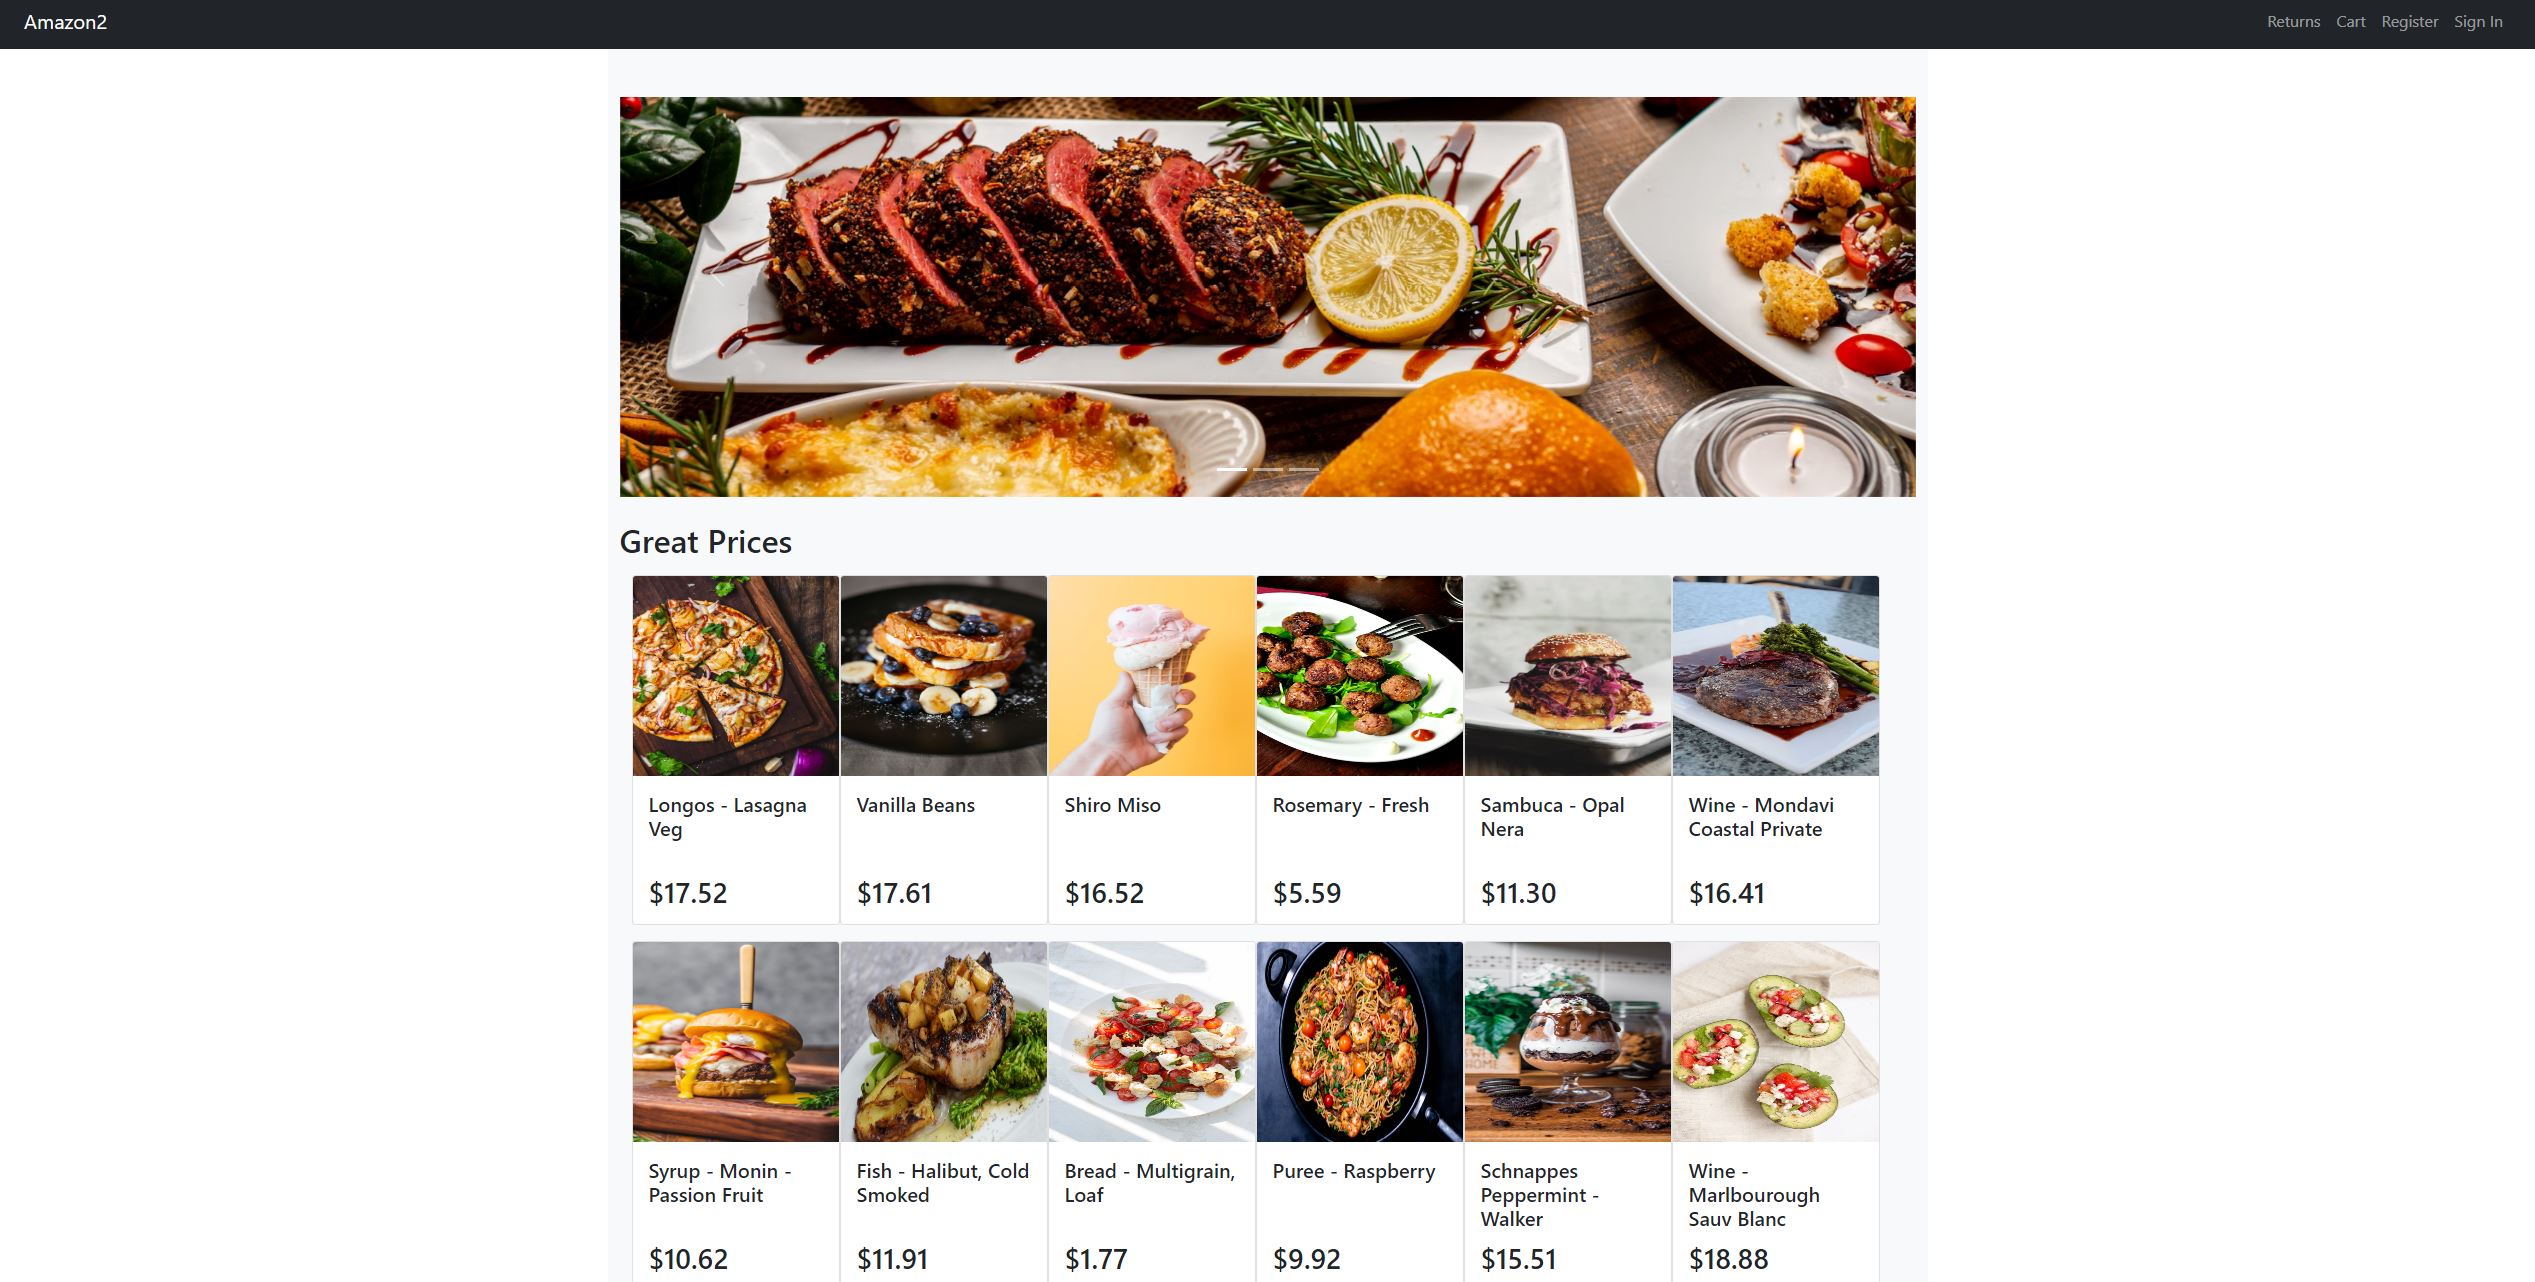 Amazon2
Returns Cart Register Sign In
Great Prices
Longos - Lasagna
Veg
$17.52
Vanilla Beans
$17.61
Shiro Miso
$16.52
Rosemary - Fresh
$5.59
Sambuca - Opal
Nera
$11.30
Wine - Mondavi
Coastal Private
$16.41
Syrup - Monin -
Passion Fruit
$10.62
Fish - Halibut, Cold
Smoked
$11.91
Bread - Multigrain,
Loaf
$1.77
Puree - Raspberry
$9.92
Schnappes
Peppermint -
Walker
$15.51
Wine -
Marlbourough
Sauv Blanc
$18.88